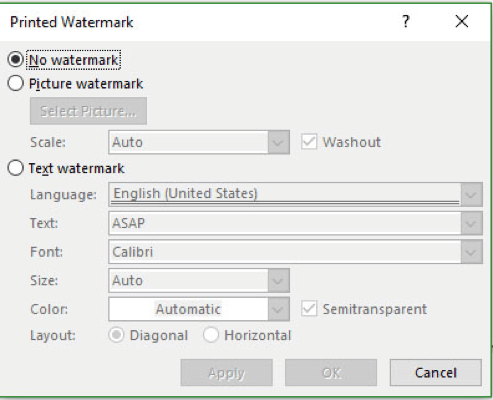 Printed Watermark ? ×
No watermark
Picture watermark
Select Picture...
Scale: Auto Washout
Text watermark
Language: English (United States)
Text: ASAP
Font: Calibri
Size: Auto
Color: Automatic Semitransparent
Layout: Diagonal Horizontal
Apply OK Cancel